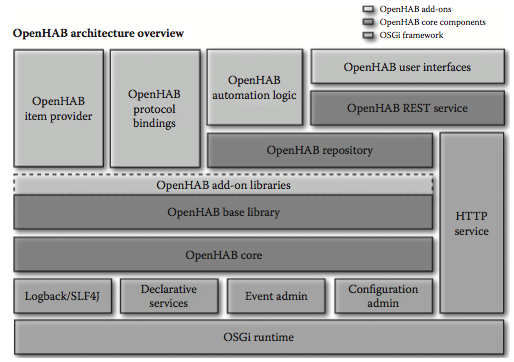 OpenHAB add-ons
OpenHAB core components
OSGi framework
OpenHAB architecture overview
OpenHAB
item provider
OpenHAB
protocol
bindings
OpenHAB
automation logic
OpenHAB user interfaces
OpenHAB REST service
OpenHAB repository
OpenHAB add-on libraries
OpenHAB base library
HTTP
service
OpenHAB core
Logback/SLF4J
Declarative
services
Event admin
Configuration
admin
OSGi runtime